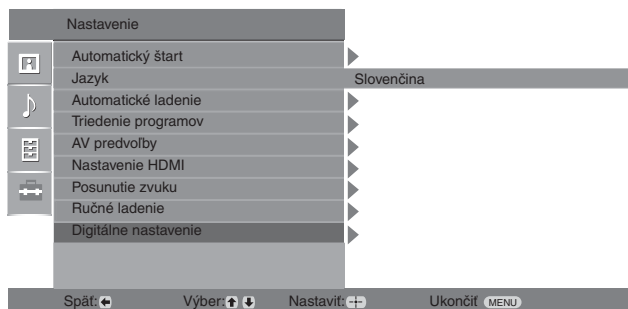 Nastavenie
Automatický štart
Jazyk Slovenčina
Automatické ladenie
Triedenie programov
AV predvoľby
Nastavenie HDMI
Posunutie zvuku
Ručné ladenie
Digitálne nastavenie
Späť: Výber: Nastaviť: Ukončiť MENU